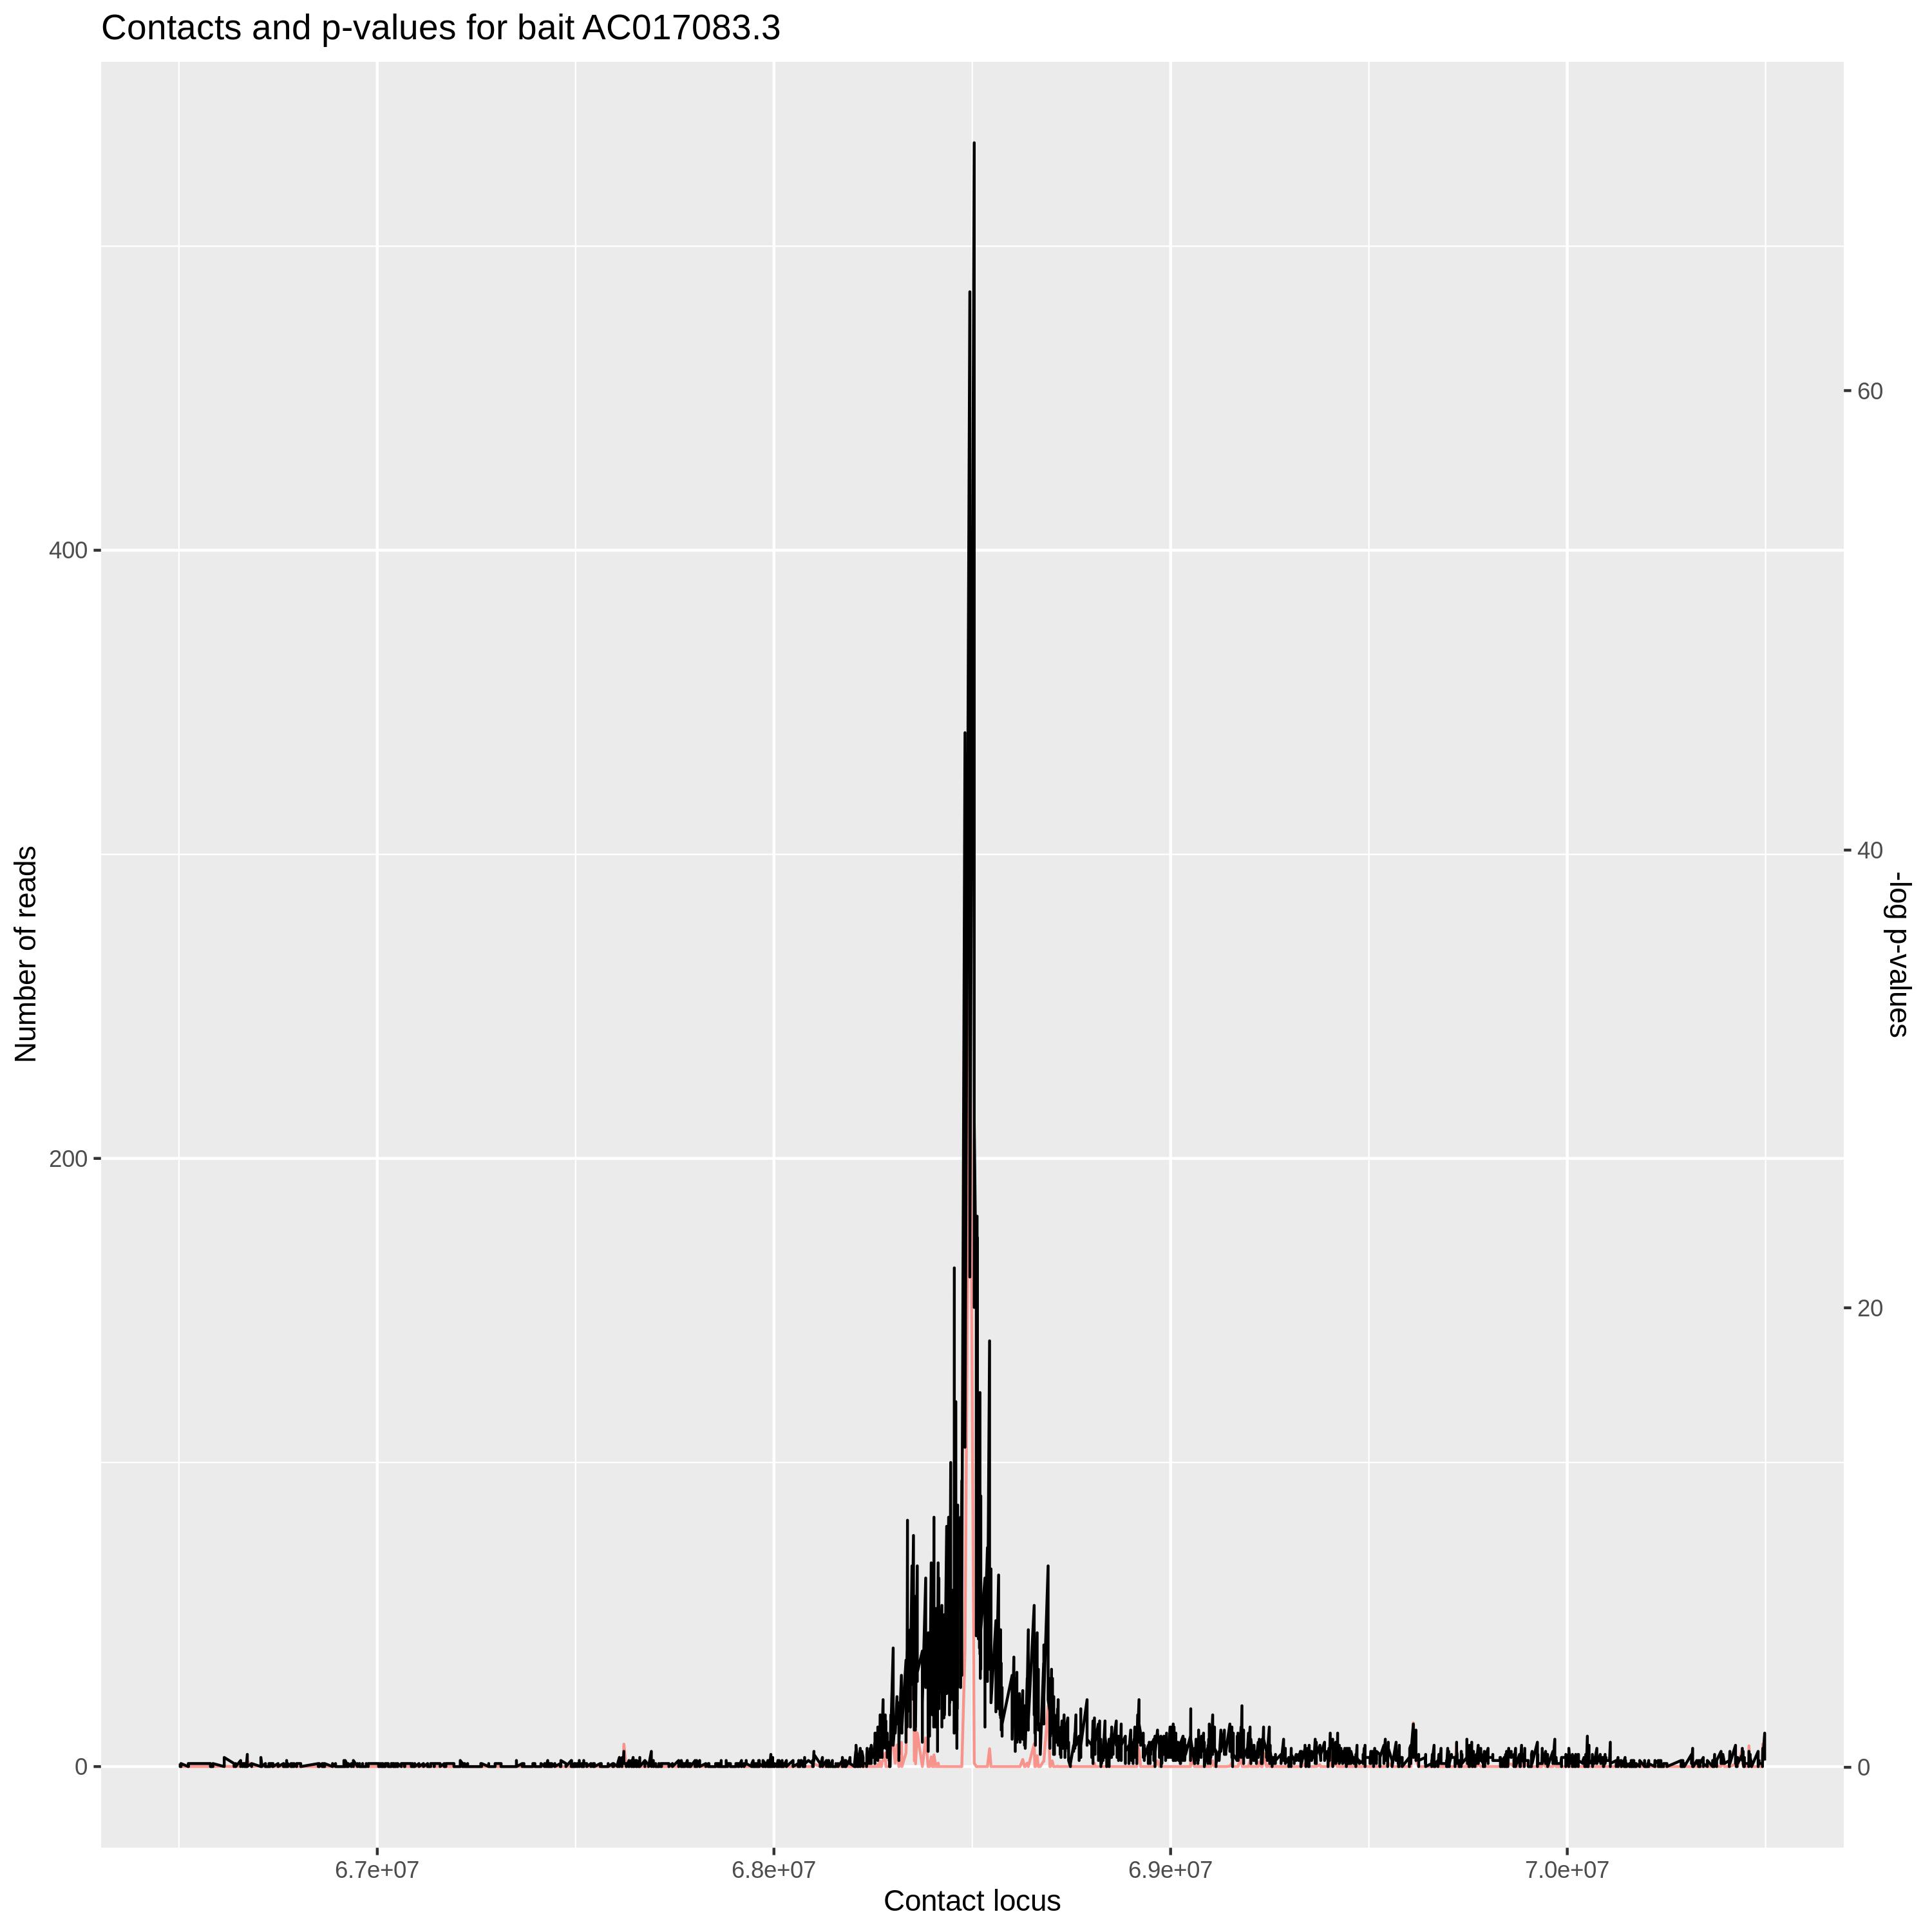 Contacts and p-values for bait AC017083.3
Number of reads
400
200
0
60
40
20
0
-log p-values
6.7e+07
6.8e+07
6.9e+07
7.0e+07
Contact locus